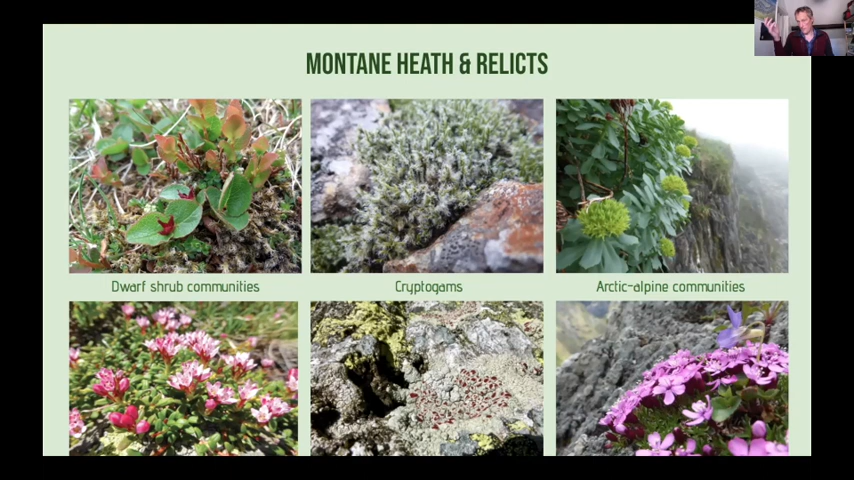 MONTANE HEATH & RELICTS
Dwarf shrub communities
Cryptogams
Arctic-alpine communities